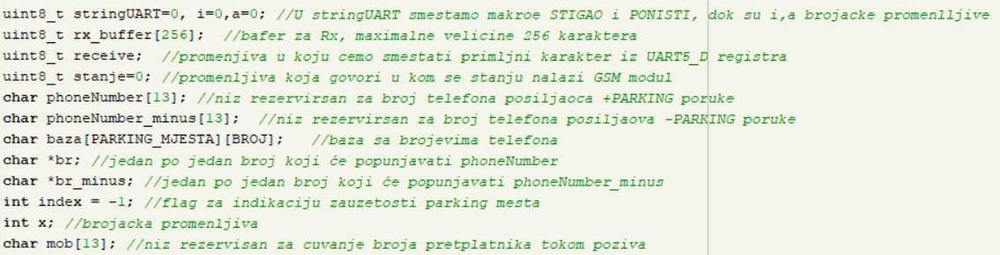 uint8_t stringUART=0, i=0,a=0; //U stringUART smestamo makroe STIGAO i PONISTI, dok su i,a brojacke promenlljive
uint8_t rx_buffer[256];  //bafer za Rx, maximalne velicine 256 karaktera
uint8_t receive;  //promenjiva u koju cemo smestati primljni karakter iz UART5_D registra
uint8_t stanje=0; //promenljiva koja govori u kom se stanju nalazi GSM modul
char phoneNumber[13]; //niz rezervirsan za broj telefona posiljaoca +PARKING poruke
char phoneNumber_minus[13];  //niz rezervirsan za broj telefona posiljaova -PARKING poruke
char baza[PARKING_MJESTA][BROJ];   //baza sa brojevima telefona
char *br; //jedan po jedan broj koji će popunjavati phoneNumber
char *br_minus; //jedan po jedan broj koji će popunjavati phoneNumber_minus
int index = -1; //flag za indikaciju zauzetosti parking mesta
int x; //brojacka promenljiva
char mob[13]; //niz rezervisan za cuvanje broja pretplatnika tokom poziva